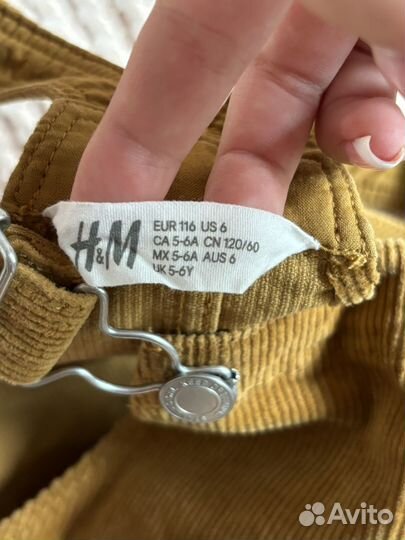 H&M
EUR 116 US 6
CA 5-6A CN 120/60
MX 5-6A AUS 6
UK 5-6Y
Avito